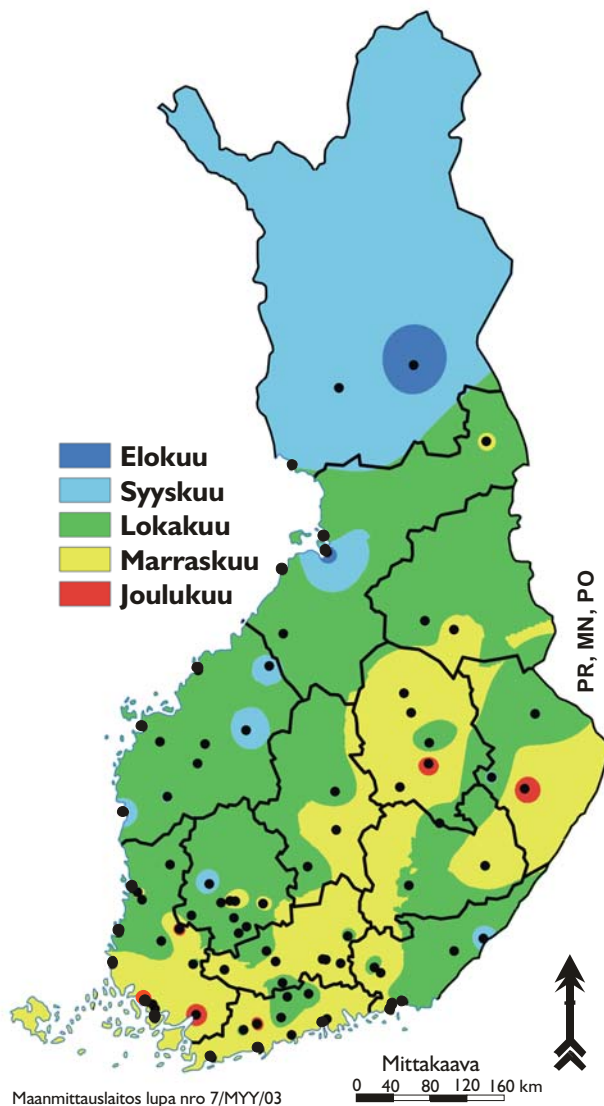 Elokuu
Syyskuu
Lokakuu
Marraskuu
Joulukuu
PR, MN, PO
Mittakaava
0 40 80 120 160 km
Maanmittauslaitos lupa nro 7/MYY/03